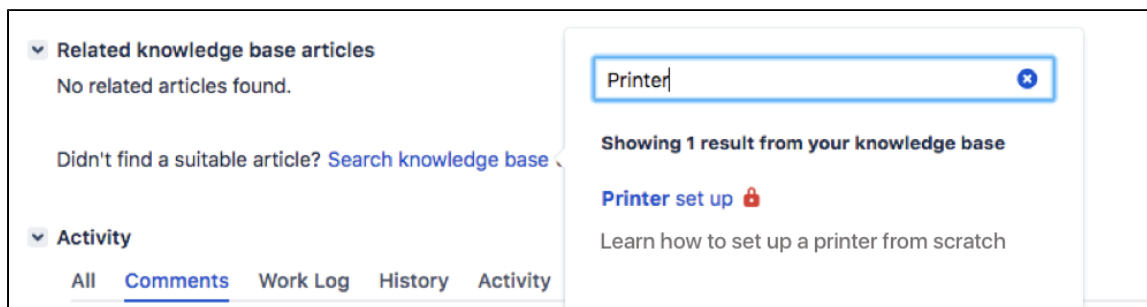 Related knowledge base articles
No related articles found.
Didn't find a suitable article? Search knowledge base
Activity
All Comments Work Log History Activity
Printer
Showing 1 result from your knowledge base
Printer set up
Learn how to set up a printer from scratch